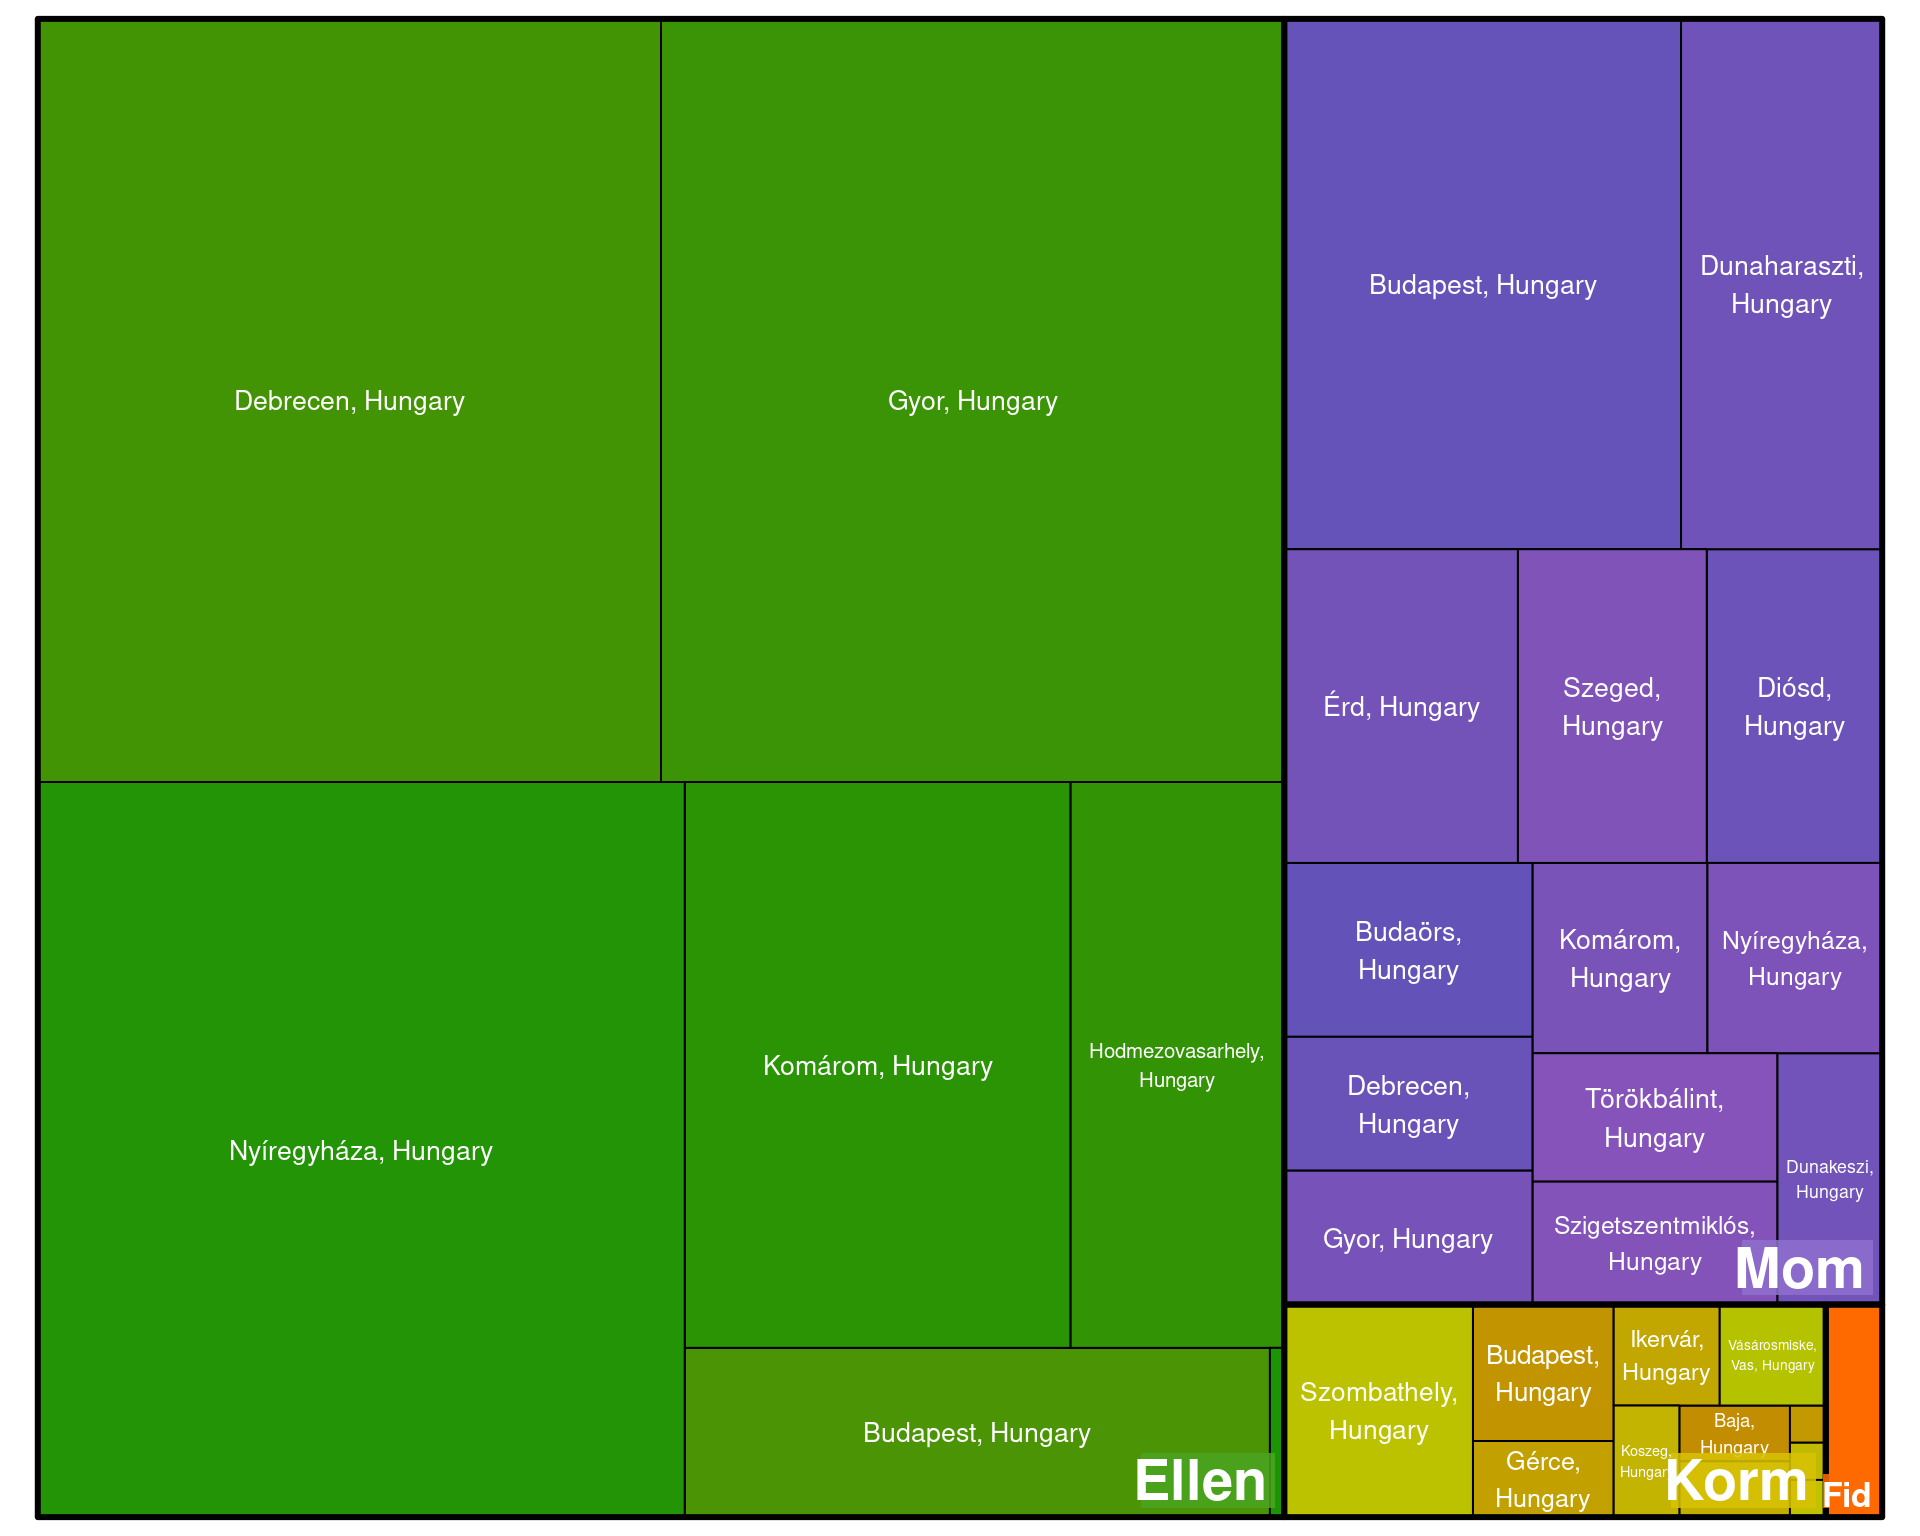 Debrecen, Hungary
Gyor, Hungary
Nyíregyháza, Hungary
Komárom, Hungary
Hodmezovasarhely,
Hungary
Budapest, Hungary
Ellen
Budapest, Hungary
Dunaharaszti,
Hungary
Érd, Hungary
Szeged,
Hungary
Diósd,
Hungary
Budaörs,
Hungary
Komárom,
Hungary
Nyíregyháza,
Hungary
Debrecen,
Hungary
Törökbálint,
Hungary
Dunakeszi,
Hungary
Gyor, Hungary
Szigetszentmiklós,
Hungary
Mom
Szombathely,
Hungary
Budapest,
Hungary
Gérce,
Hungary
Ikervár,
Hungary
Vásárosmiske,
Vas, Hungary
Koszeg,
Hungary
Baja,
Hungary
Korm
Fid